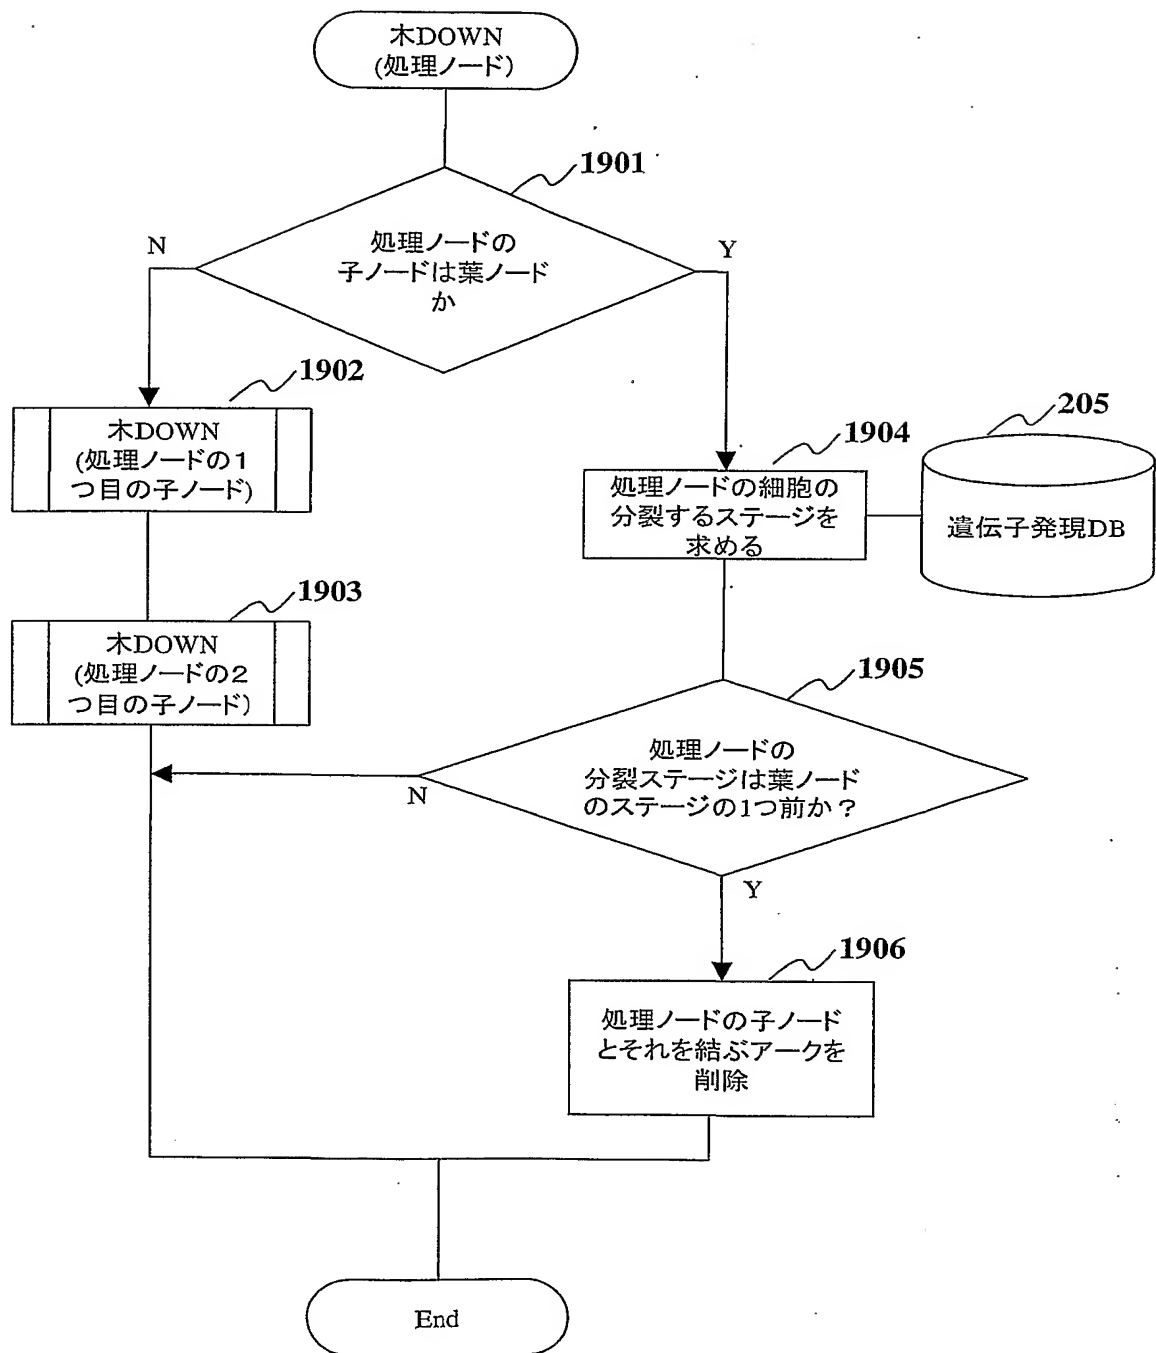 木DOWN
(処理ノード)
1901
処理ノードの
子ノードは葉ノード
か
N
Y
1902
木DOWN
(処理ノードの1
つ目の子ノード)
1904
処理ノードの細胞の
分裂するステージを
求める
205
遺伝子発現DB
1903
木DOWN
(処理ノードの2
つ目の子ノード)
1905
処理ノードの
分裂ステージは葉ノード
のステージの1つ前か?
N
Y
1906
処理ノードの子ノード
とそれを結ぶアークを
削除
End